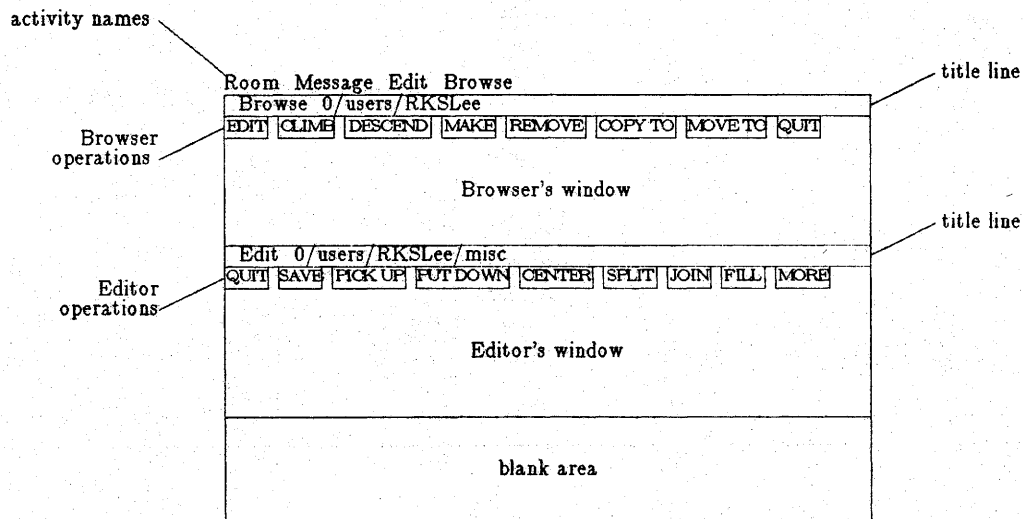 activity names
Room Message Edit Browse
title line
Browse 0/users/RKSLee
Browser operations
EDIT CLIMB DESCEND MAKE REMOVE COPY TO MOVE TO QUIT
Browser's window
title line
Edit 0/users/RKSLee/misc
Editor operations
QUIT SAVE PICK UP PUT DOWN CENTER SPLIT JOIN FILL MORE
Editor's window
blank area